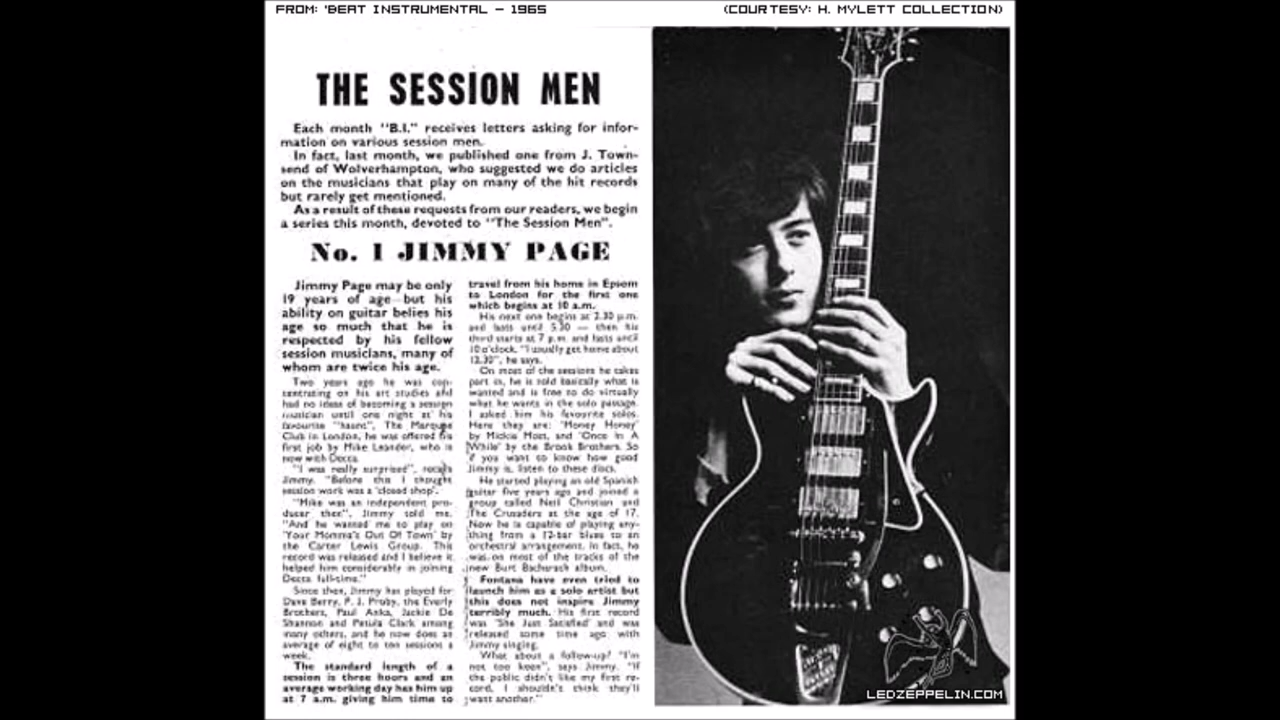 FROM: 'BEAT INSTRUMENTAL - 1965
(COURTESY: H. MYLETT COLLECTION)
THE SESSION MEN
Each month "B.I." receives letters asking for infor-
mation on various session men.
In fact, last month, we published one from J. Town-
send of Wolverhampton, who suggested we do articles
on the musicians that play on many of the hit records
but rarely get mentioned.
As a result of these requests from our readers, we begin
a series this month, devoted to "The Session Men".
No. 1 JIMMY PAGE
Jimmy Page may be only
19 years of age but his
ability on guitar belies his
age so much that he is
respected by his fellow
session musicians, many of
whom are twice his age.
Two years ago he was con-
centrating on his art studies and
had no ideas of becoming a session
musician until one night at his
favourite "haunt", The Marquee
Club in London, he was offered his
first job by Mike Leander, who is
now with Decca.
"I was really surprised", recalls
Jimmy. "Before this I thought
session work was a 'closed shop'.
"Mike was an independent pro-
ducer then", Jimmy told me.
"And he wanted me to play on
'Your Momma's Out Of Town' by
the Carter Lewis Group. This
record was released and I believe it
helped him considerably in joining
Decca full-time."
Since then, Jimmy has played for
Dave Berry, P. J. Proby, the Everly
Brothers, Paul Anka, Jackie De
Shannon and Petula Clark among
many others, and he now does an
average of eight to ten sessions a
week.
The standard length of a
session is three hours and an
average working day has him up
at 7 a.m. giving him time to
travel from his home in Epsom
to London for the first one
which begins at 10 a.m.
His next one begins at 2.30 p.m.
and lasts until 5.30 — then his
third starts at 7 p.m. and lasts until
10 o'clock. "I usually get home about
12.30", he says.
On most of the sessions he takes
part in, he is told basically what is
wanted and is free to do virtually
what he wants in the solo passage.
I asked him his favourite solos.
Here they are: 'Money Honey'
by Mickie Most, and 'Once In A
While' by the Brook Brothers. So
if you want to know how good
Jimmy is, listen to these discs.
He started playing an old Spanish
guitar five years ago and joined a
group called Neil Christian and
The Crusaders at the age of 17.
Now he is capable of playing any-
thing from a 12-bar blues to an
orchestral arrangement. In fact, he
was on most of the tracks of the
new Burt Bacharach album.
Fontana have even tried to
launch him as a solo artist but
this does not inspire Jimmy
terribly much. His first record
was 'She Just Satisfied' and was
released some time ago with
Jimmy singing.
What about a follow-up? "I'm
not too keen", says Jimmy. "If
the public didn't like my first re-
cord, I shouldn't think they'll
want another."
LEDZEPPELIN.COM